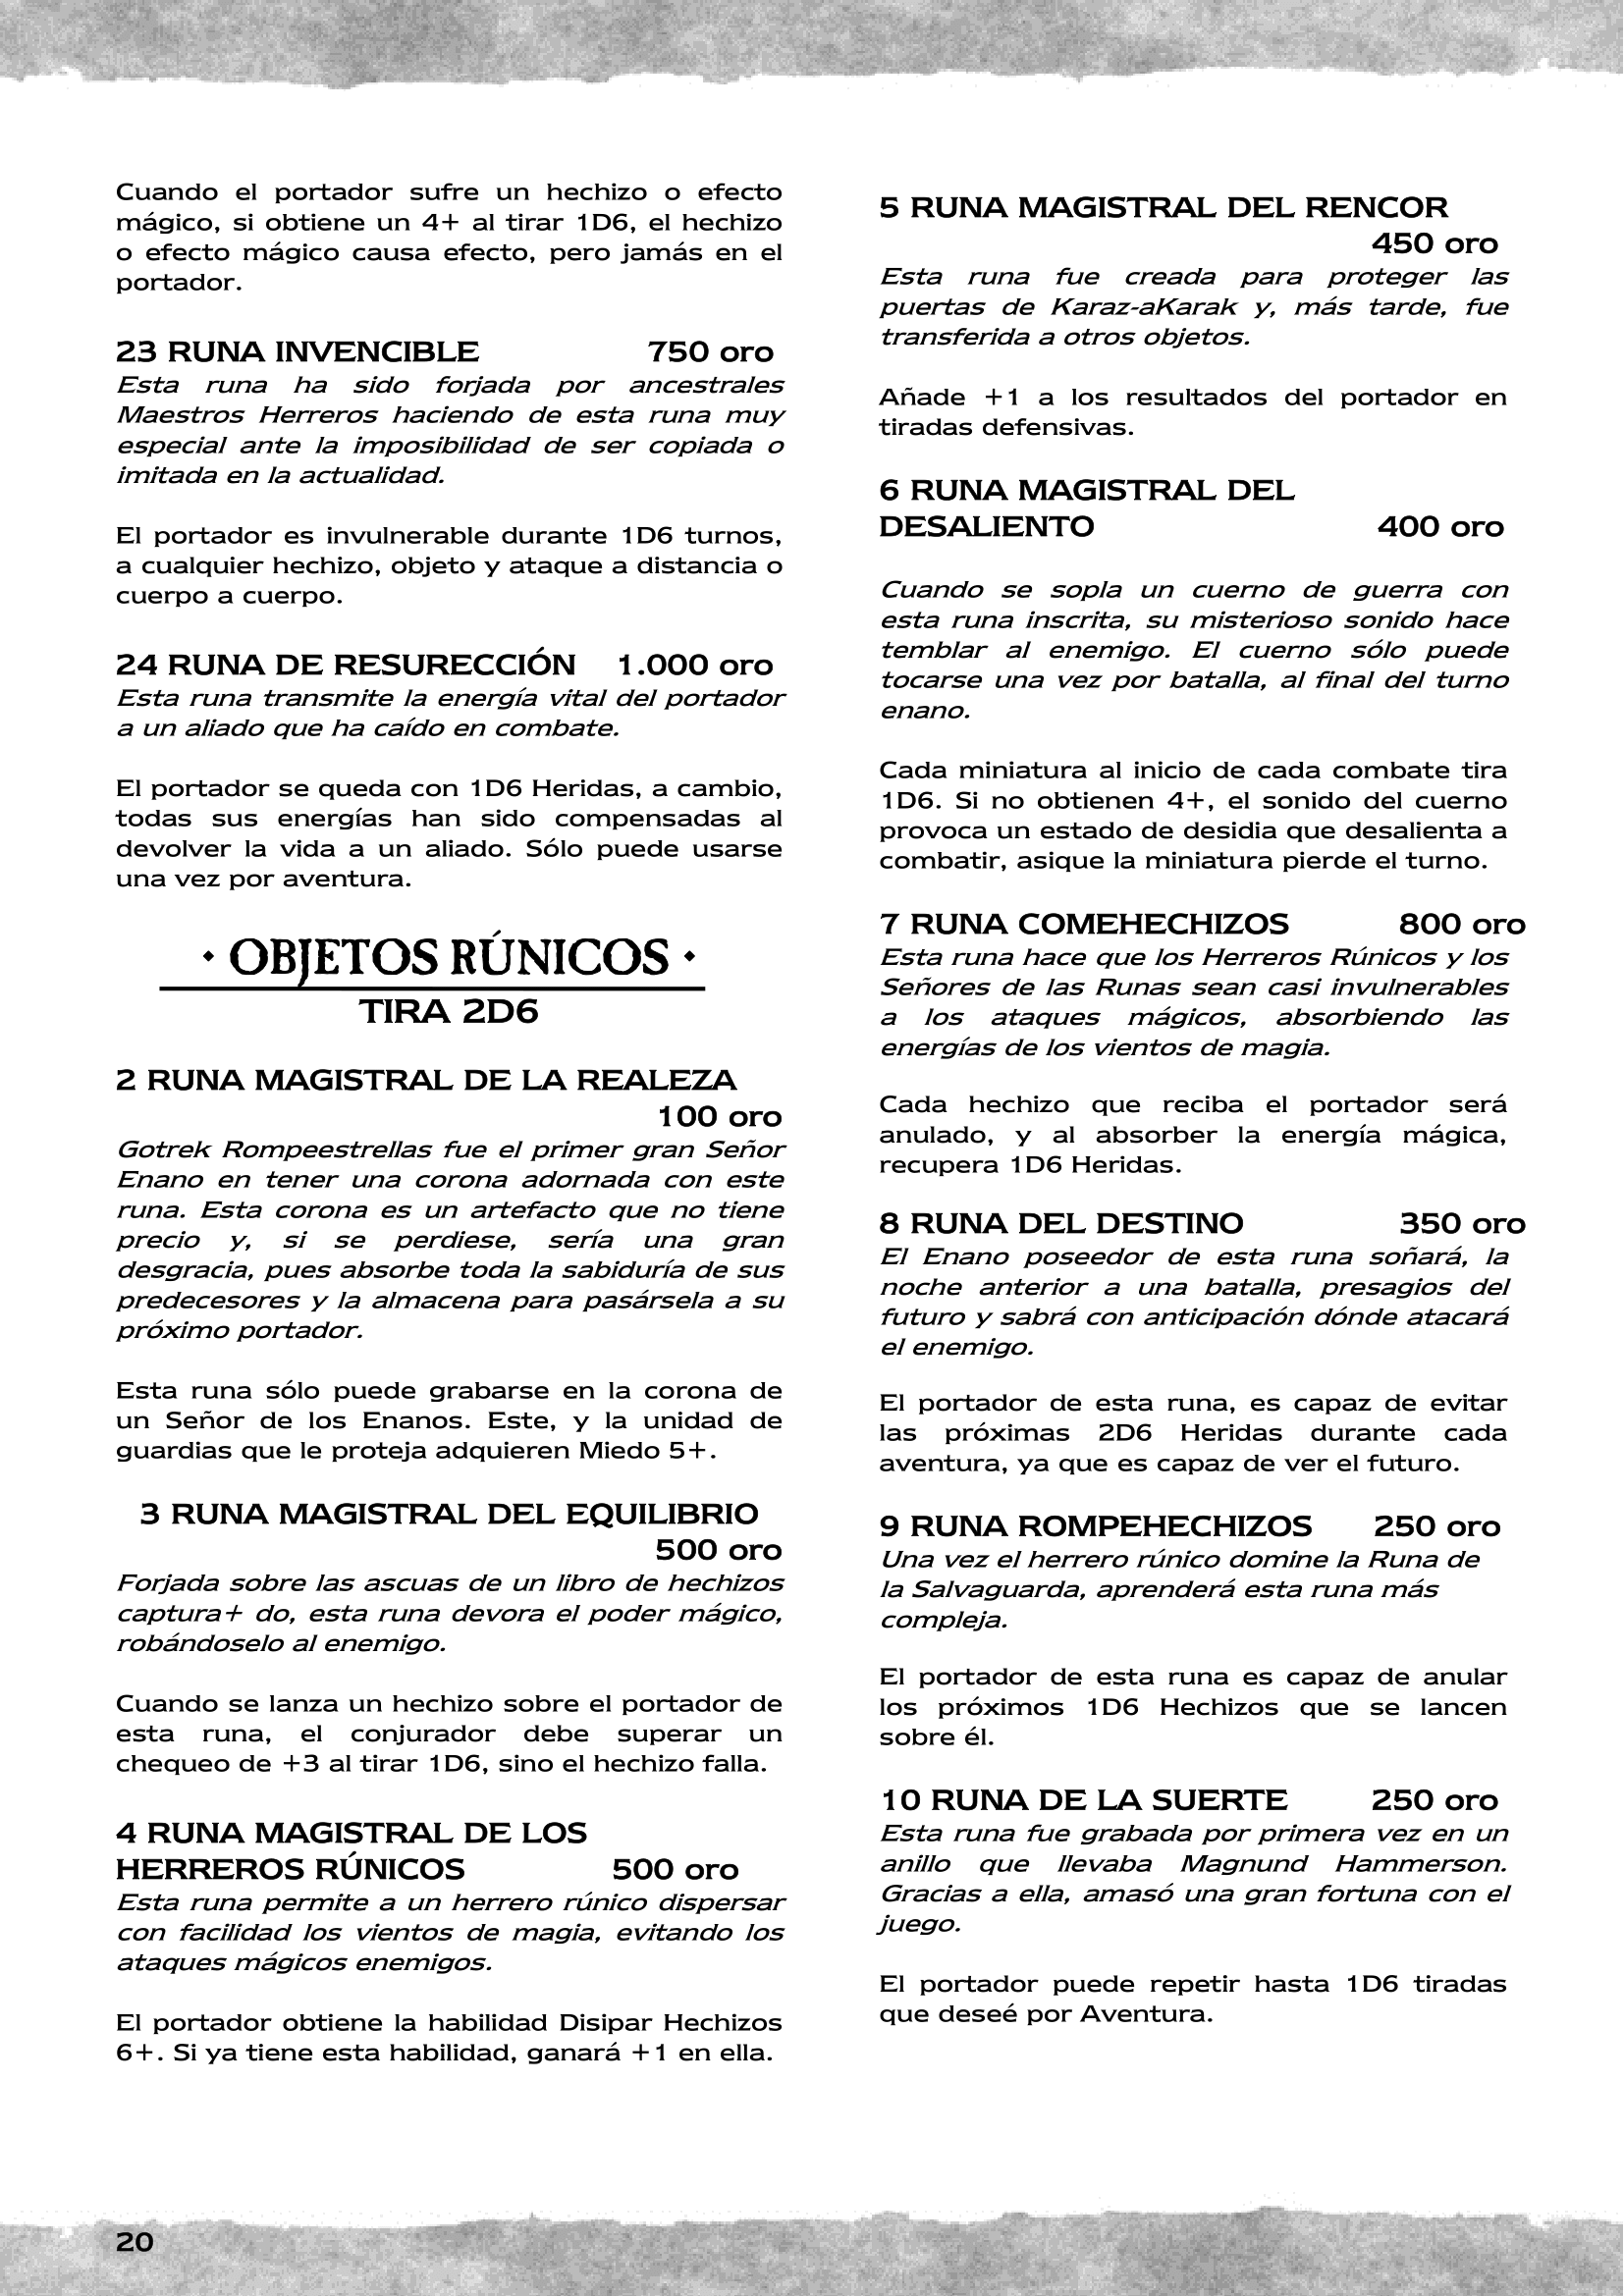 Cuando el portador sufre un hechizo o efecto
mágico, si obtiene un 4+ al tirar 1D6, el hechizo
o efecto mágico causa efecto, pero jamás en el
portador.
23 RUNA INVENCIBLE 750 oro
Esta runa ha sido forjada por ancestrales
Maestros Herreros haciendo de esta runa muy
especial ante la imposibilidad de ser copiada o
imitada en la actualidad.
El portador es invulnerable durante 1D6 turnos,
a cualquier hechizo, objeto y ataque a distancia o
cuerpo a cuerpo.
24 RUNA DE RESURECCIÓN 1.000 oro
Esta runa transmite la energía vital del portador
a un aliado que ha caído en combate.
El portador se queda con 1D6 Heridas, a cambio,
todas sus energías han sido compensadas al
devolver la vida a un aliado. Sólo puede usarse
una vez por aventura.
· OBJETOS RÚNICOS ·
TIRA 2D6
2 RUNA MAGISTRAL DE LA REALEZA
100 oro
Gotrek Rompeestrellas fue el primer gran Señor
Enano en tener una corona adornada con este
runa. Esta corona es un artefacto que no tiene
precio y, si se perdiese, sería una gran
desgracia, pues absorbe toda la sabiduría de sus
predecesores y la almacena para pasársela a su
próximo portador.
Esta runa sólo puede grabarse en la corona de
un Señor de los Enanos. Este, y la unidad de
guardias que le proteja adquieren Miedo 5+.
3 RUNA MAGISTRAL DEL EQUILIBRIO
500 oro
Forjada sobre las ascuas de un libro de hechizos
captura+ do, esta runa devora el poder mágico,
robándoselo al enemigo.
Cuando se lanza un hechizo sobre el portador de
esta runa, el conjurador debe superar un
chequeo de +3 al tirar 1D6, sino el hechizo falla.
4 RUNA MAGISTRAL DE LOS
HERREROS RÚNICOS 500 oro
Esta runa permite a un herrero rúnico dispersar
con facilidad los vientos de magia, evitando los
ataques mágicos enemigos.
El portador obtiene la habilidad Disipar Hechizos
6+. Si ya tiene esta habilidad, ganará +1 en ella.
5 RUNA MAGISTRAL DEL RENCOR
450 oro
Esta runa fue creada para proteger las
puertas de Karaz-aKarak y, más tarde, fue
transferida a otros objetos.
Añade +1 a los resultados del portador en
tiradas defensivas.
6 RUNA MAGISTRAL DEL
DESALIENTO 400 oro
Cuando se sopla un cuerno de guerra con
esta runa inscrita, su misterioso sonido hace
temblar al enemigo. El cuerno sólo puede
tocarse una vez por batalla, al final del turno
enano.
Cada miniatura al inicio de cada combate tira
1D6. Si no obtienen 4+, el sonido del cuerno
provoca un estado de desidia que desalienta a
combatir, asique la miniatura pierde el turno.
7 RUNA COMEHECHIZOS 800 oro
Esta runa hace que los Herreros Rúnicos y los
Señores de las Runas sean casi invulnerables
a los ataques mágicos, absorbiendo las
energías de los vientos de magia.
Cada hechizo que reciba el portador será
anulado, y al absorber la energía mágica,
recupera 1D6 Heridas.
8 RUNA DEL DESTINO 350 oro
El Enano poseedor de esta runa soñará, la
noche anterior a una batalla, presagios del
futuro y sabrá con anticipación dónde atacará
el enemigo.
El portador de esta runa, es capaz de evitar
las próximas 2D6 Heridas durante cada
aventura, ya que es capaz de ver el futuro.
9 RUNA ROMPEHECHIZOS 250 oro
Una vez el herrero rúnico domine la Runa de
la Salvaguarda, aprenderá esta runa más
compleja.
El portador de esta runa es capaz de anular
los próximos 1D6 Hechizos que se lancen
sobre él.
10 RUNA DE LA SUERTE 250 oro
Esta runa fue grabada por primera vez en un
anillo que llevaba Magnund Hammerson.
Gracias a ella, amasó una gran fortuna con el
juego.
El portador puede repetir hasta 1D6 tiradas
que deseé por Aventura.
20